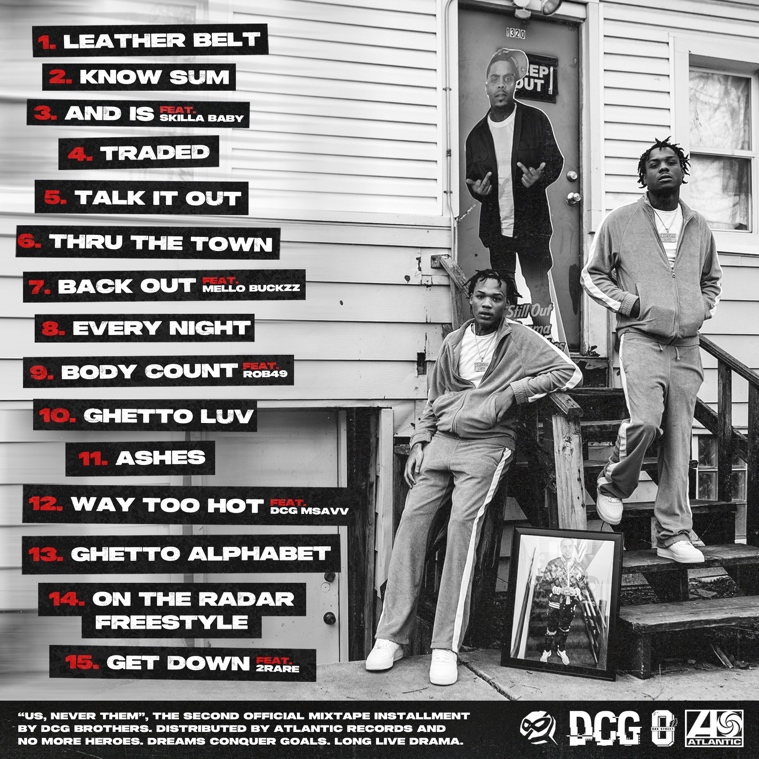 1. LEATHER BELT
2. KNOW SUM
3. AND IS FEAT. SKILLA BABY
4. TRADED
5. TALK IT OUT
6. THRU THE TOWN
7. BACK OUT FEAT. MELLO BUCKZZ
8. EVERY NIGHT
9. BODY COUNT FEAT. ROB49
10. GHETTO LUV
11. ASHES
12. WAY TOO HOT FEAT. DCG MSAVV
13. GHETTO ALPHABET
14. ON THE RADAR
FREESTYLE
15. GET DOWN FEAT. 2RARE
1320
OUT!
Still Out
"US, NEVER THEM", THE SECOND OFFICIAL MIXTAPE INSTALLMENT
BY DCG BROTHERS. DISTRIBUTED BY ATLANTIC RECORDS AND
NO MORE HEROES. DREAMS CONQUER GOALS. LONG LIVE DRAMA.
DCG
ATLANTIC